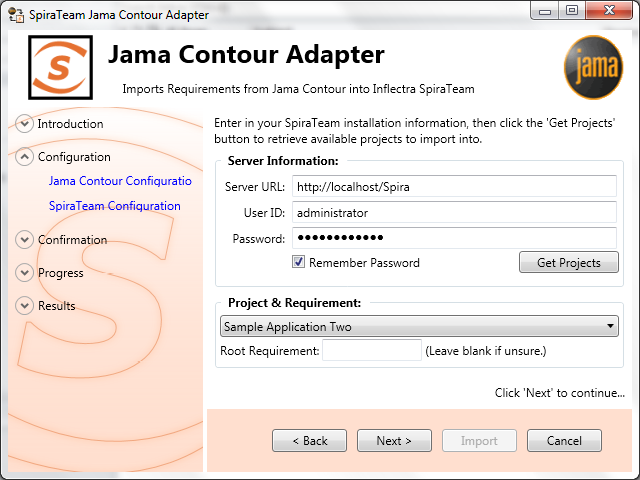 SpiraTeam Jama Contour Adapter
Jama Contour Adapter
Imports Requirements from Jama Contour into Inflectra SpiraTeam
S
jama
Introduction
Configuration
Jama Contour Configuratio
SpiraTeam Configuration
Confirmation
Progress
Results
Enter in your SpiraTeam installation information, then click the 'Get Projects'
button to retrieve available projects to import into.
Server Information:
Server URL: http://localhost/Spira
User ID: administrator
Password: ●●●●●●●●●●●●
Remember Password
Get Projects
Project & Requirement:
Sample Application Two
Root Requirement: (Leave blank if unsure.)
Click 'Next' to continue...
< Back Next > Import Cancel